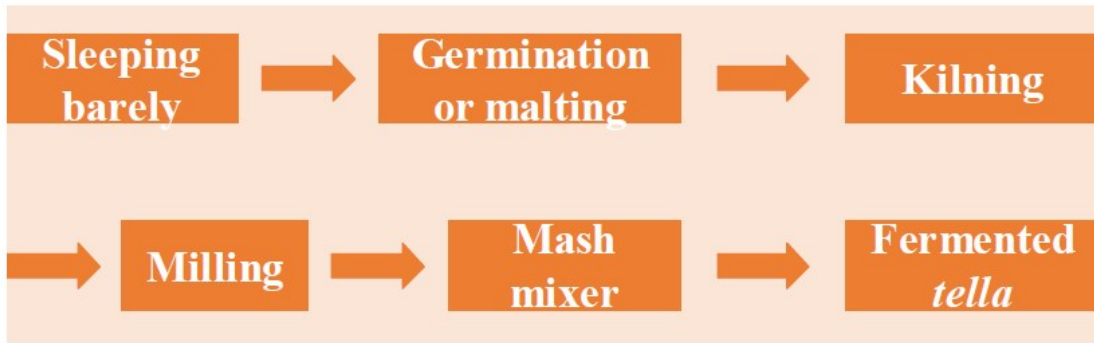 Sleeping
barely
Germination
or malting
Kilning
Milling
Mash
mixer
Fermented
tella